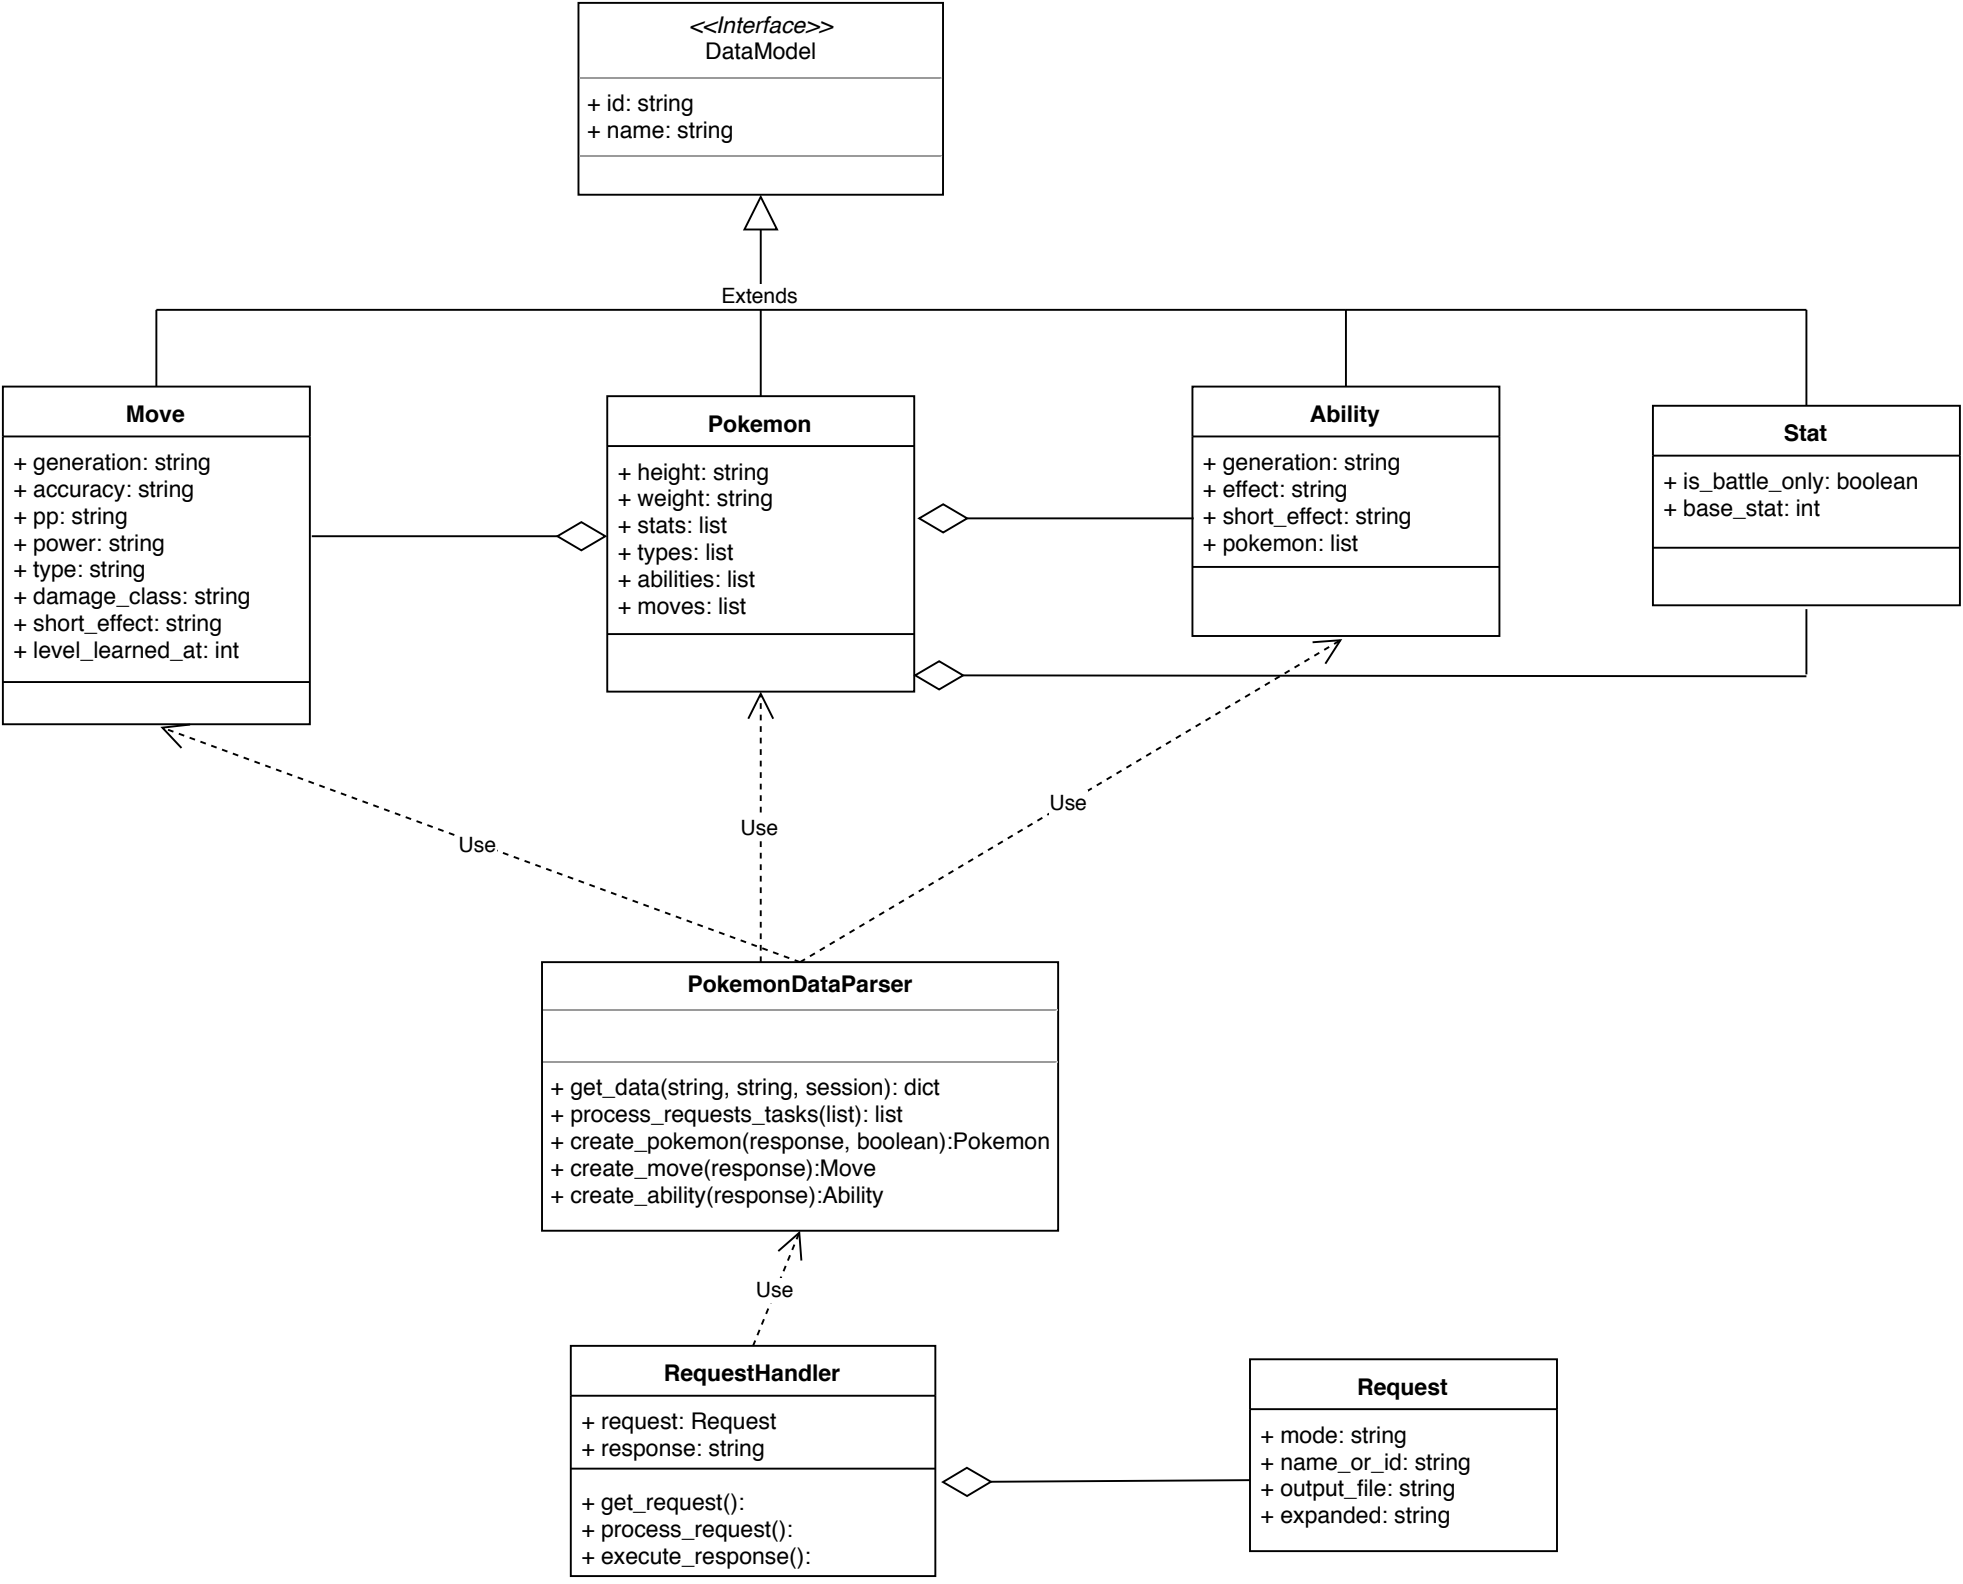 <<Interface>>
DataModel
+ id: string
+ name: string
Extends
Move
+ generation: string
+ accuracy: string
+ pp: string
+ power: string
+ type: string
+ damage_class: string
+ short_effect: string
+ level_learned_at: int
Pokemon
+ height: string
+ weight: string
+ stats: list
+ types: list
+ abilities: list
+ moves: list
Ability
+ generation: string
+ effect: string
+ short_effect: string
+ pokemon: list
Stat
+ is_battle_only: boolean
+ base_stat: int
Use
Use
Use
PokemonDataParser
+ get_data(string, string, session): dict
+ process_requests_tasks(list): list
+ create_pokemon(response, boolean):Pokemon
+ create_move(response):Move
+ create_ability(response):Ability
Use
RequestHandler
+ request: Request
+ response: string
+ get_request():
+ process_request():
+ execute_response():
Request
+ mode: string
+ name_or_id: string
+ output_file: string
+ expanded: string